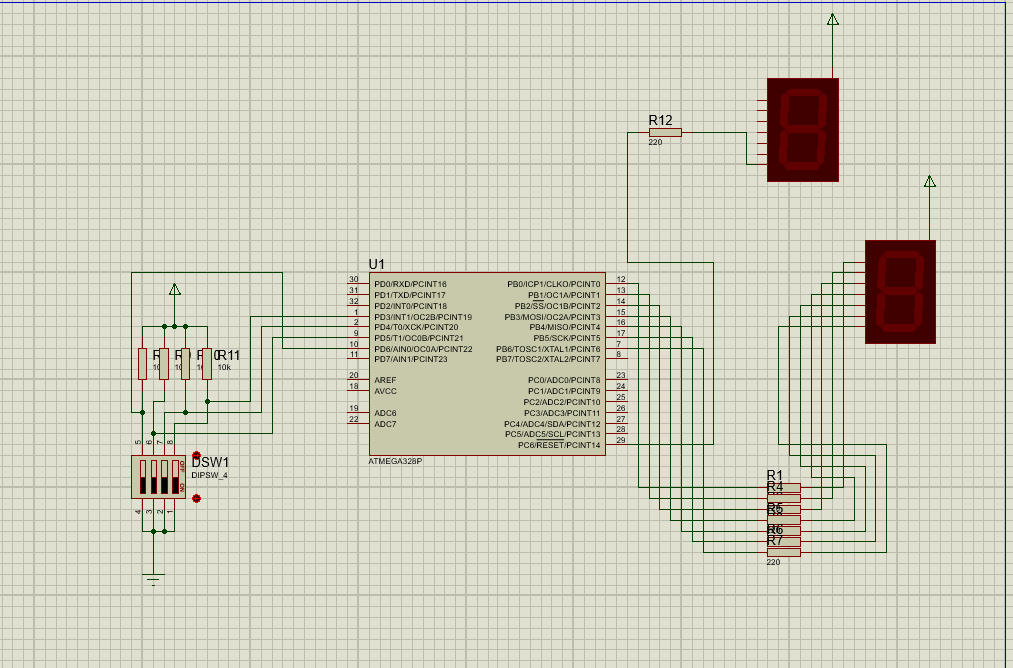 R12
220
U1
30 PD0/RXD/PCINT16 PB0/ICP1/CLKO/PCINT0 12
31 PD1/TXD/PCINT17 PB1/OC1A/PCINT1 13
32 PD2/INT0/PCINT18 PB2/SS/OC1B/PCINT2 14
1 PD3/INT1/OC2B/PCINT19 PB3/MOSI/OC2A/PCINT3 15
2 PD4/T0/XCK/PCINT20 PB4/MISO/PCINT4 16
9 PD5/T1/OC0B/PCINT21 PB5/SCK/PCINT5 17
10 PD6/AIN0/OC0A/PCINT22 PB6/TOSC1/XTAL1/PCINT6 7
11 PD7/AIN1/PCINT23 PB7/TOSC2/XTAL2/PCINT7 8
20 AREF PC0/ADC0/PCINT8 23
18 AVCC PC1/ADC1/PCINT9 24
PC2/ADC2/PCINT10 25
19 ADC6 PC3/ADC3/PCINT11 26
22 ADC7 PC4/ADC4/SDA/PCINT12 27
PC5/ADC5/SCL/PCINT13 28
PC6/RESET/PCINT14 29
ATMEGA328P
R11
10k
5 6 7 8
OFF
ON
DSW1
DIPSW_4
4 3 2 1
R1
R4
R6
R7
220